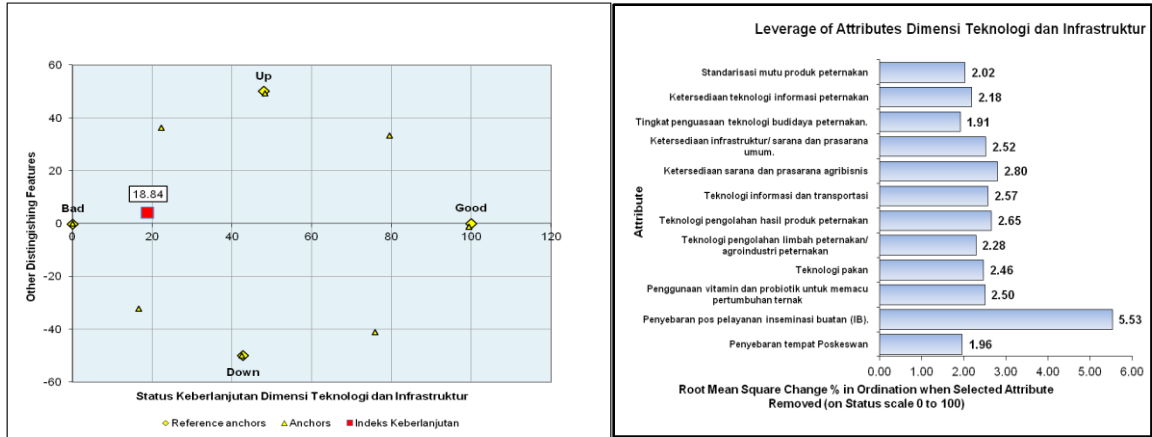 60
40
20
0
-20
-40
-60
0
20
40
60
80
100
120
Other Distingishing Features
Up
18.84
Bad
Good
Down
Status Keberlanjutan Dimensi Teknologi dan Infrastruktur
Reference anchors
Anchors
Indeks Keberlanjutan
Leverage of Attributes Dimensi Teknologi dan Infrastruktur
Attribute
Standarisasi mutu produk peternakan
2.02
Ketersediaan teknologi informasi peternakan
2.18
Tingkat penguasaan teknologi budidaya peternakan.
1.91
Ketersediaan infrastruktur/ sarana dan prasarana
umum.
2.52
Ketersediaan sarana dan prasarana agribisnis
2.80
Teknologi informasi dan transportasi
2.57
Teknologi pengolahan hasil produk peternakan
2.65
Teknologi pengolahan limbah peternakan/
agroindustri peternakan
2.28
Teknologi pakan
2.46
Penggunaan vitamin dan probiotik untuk memacu
pertumbuhan ternak
2.50
Penyebaran pos pelayanan inseminasi buatan (IB).
5.53
Penyebaran tempat Poskeswan
1.96
0.00
1.00
2.00
3.00
4.00
5.00
6.00
Root Mean Square Change % in Ordination when Selected Attribute
Removed (on Status scale 0 to 100)